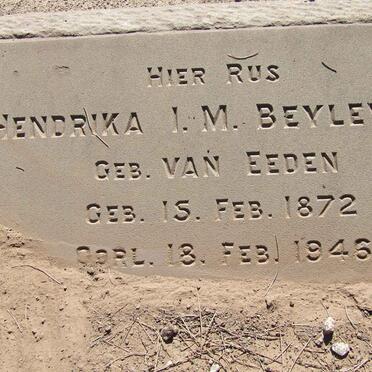 HIER RUS
HENDRIKA I. M. BEYLEV
GEB. VAN EEDEN
GEB. 15. FEB. 1872
OORL. 18. FEB. 1946